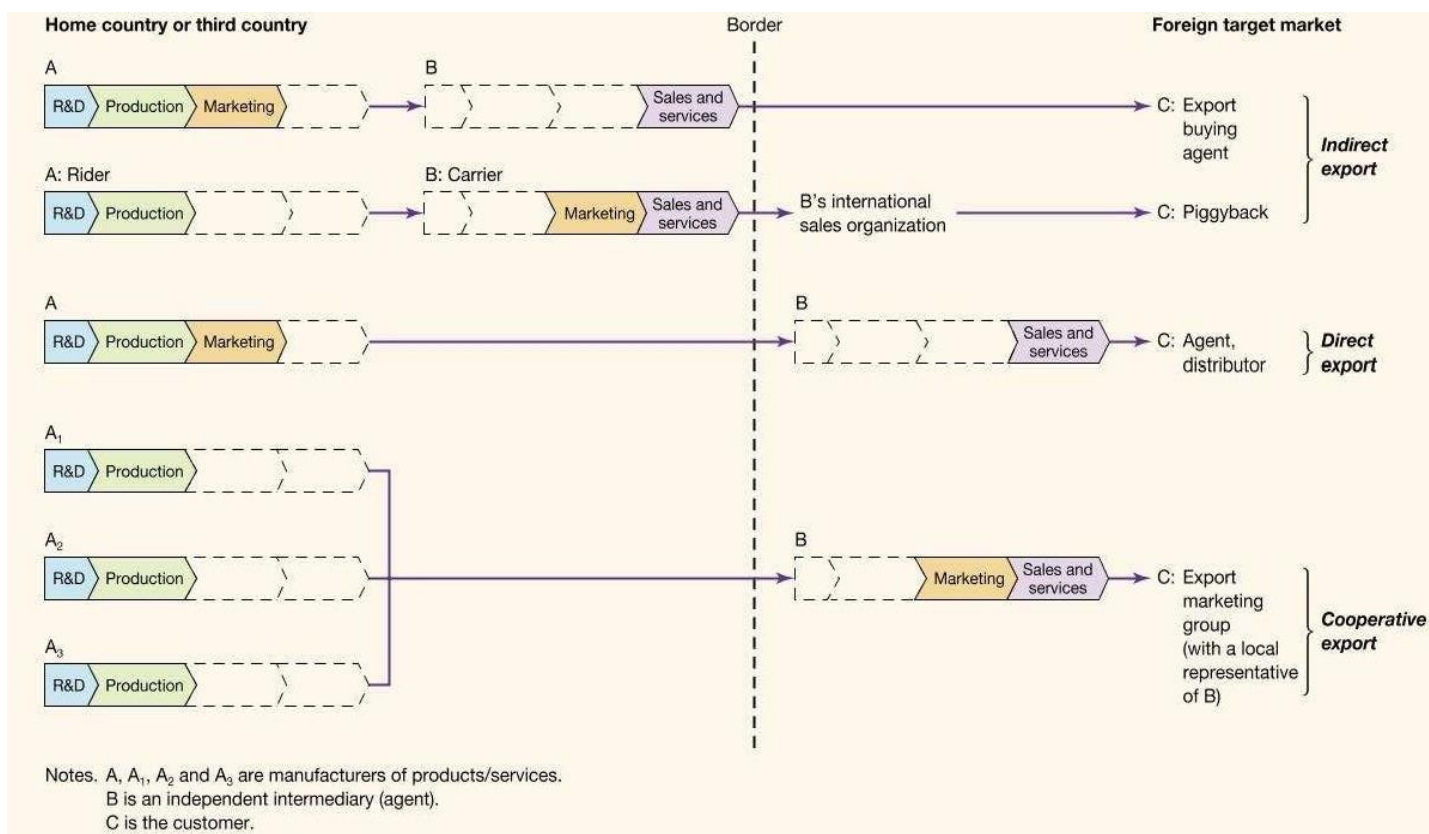 Home country or third country
Border
Foreign target market
A
B
R&D
Production
Marketing
Sales and
services
C: Export
buying
agent
Indirect
export
A: Rider
B: Carrier
R&D
Production
Marketing
Sales and
services
B's international
sales organization
C: Piggyback
A
B
R&D
Production
Marketing
Sales and
services
C: Agent,
distributor
Direct
export
A₁
R&D
Production
A₂
B
R&D
Production
Marketing
Sales and
services
C: Export
marketing
group
(with a local
representative
of B)
Cooperative
export
A₃
R&D
Production
Notes. A, A₁, A₂ and A₃ are manufacturers of products/services.
B is an independent intermediary (agent).
C is the customer.